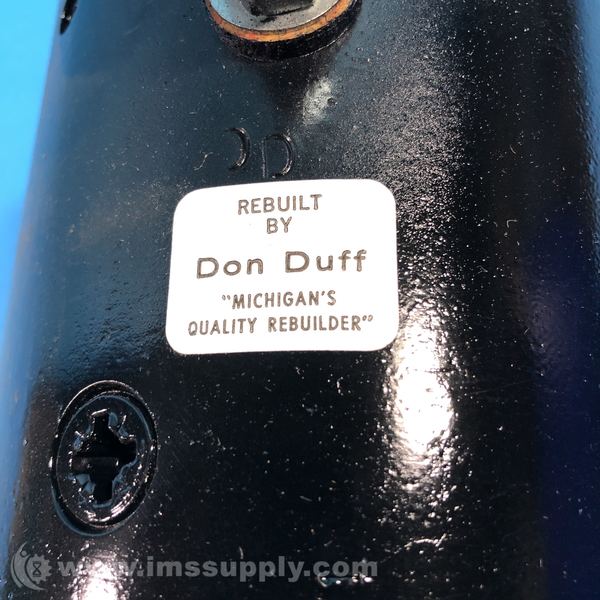 REBUILT
BY
Don Duff
"MICHIGAN'S
QUALITY REBUILDER"
www.imssupply.com